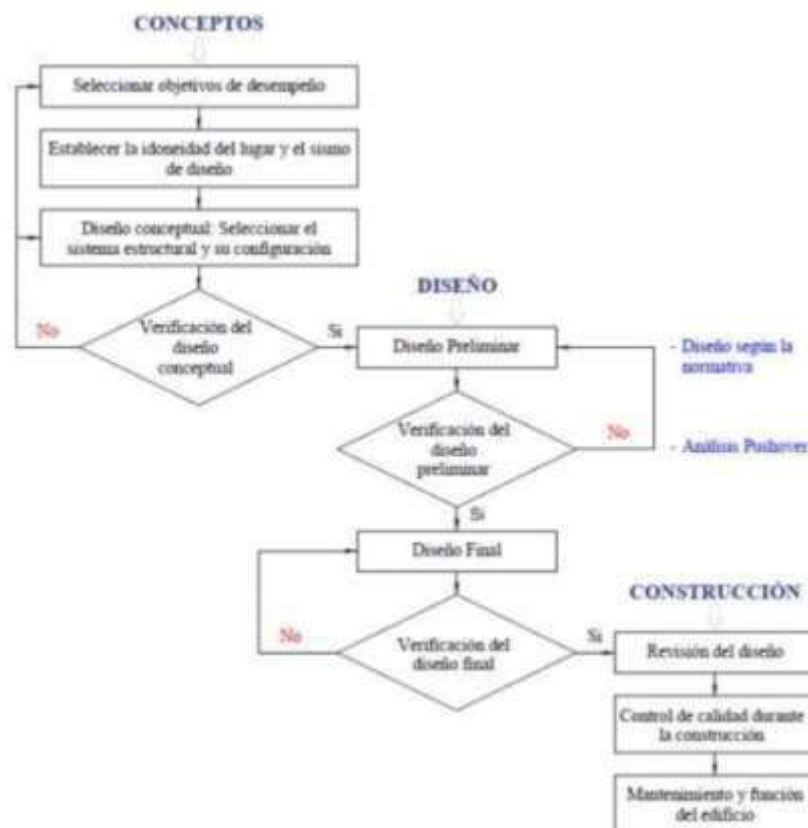 CONCEPTOS
Seleccionar objetivos de desempeño
Establecer la idoneidad del lugar y el sismo
de diseño
Diseño conceptual: Seleccionar el
sistema estructural y su configuración
No
Verificación del
diseño
conceptual
Si
DISEÑO
Diseño Preliminar
- Diseño según la
normativa
Verificación del
diseño
preliminar
No
- Análisis Pushover
Si
Diseño Final
No
Verificación del
diseño final
Si
CONSTRUCCIÓN
Revisión del diseño
Control de calidad durante
la construcción
Mantenimiento y función
del edificio